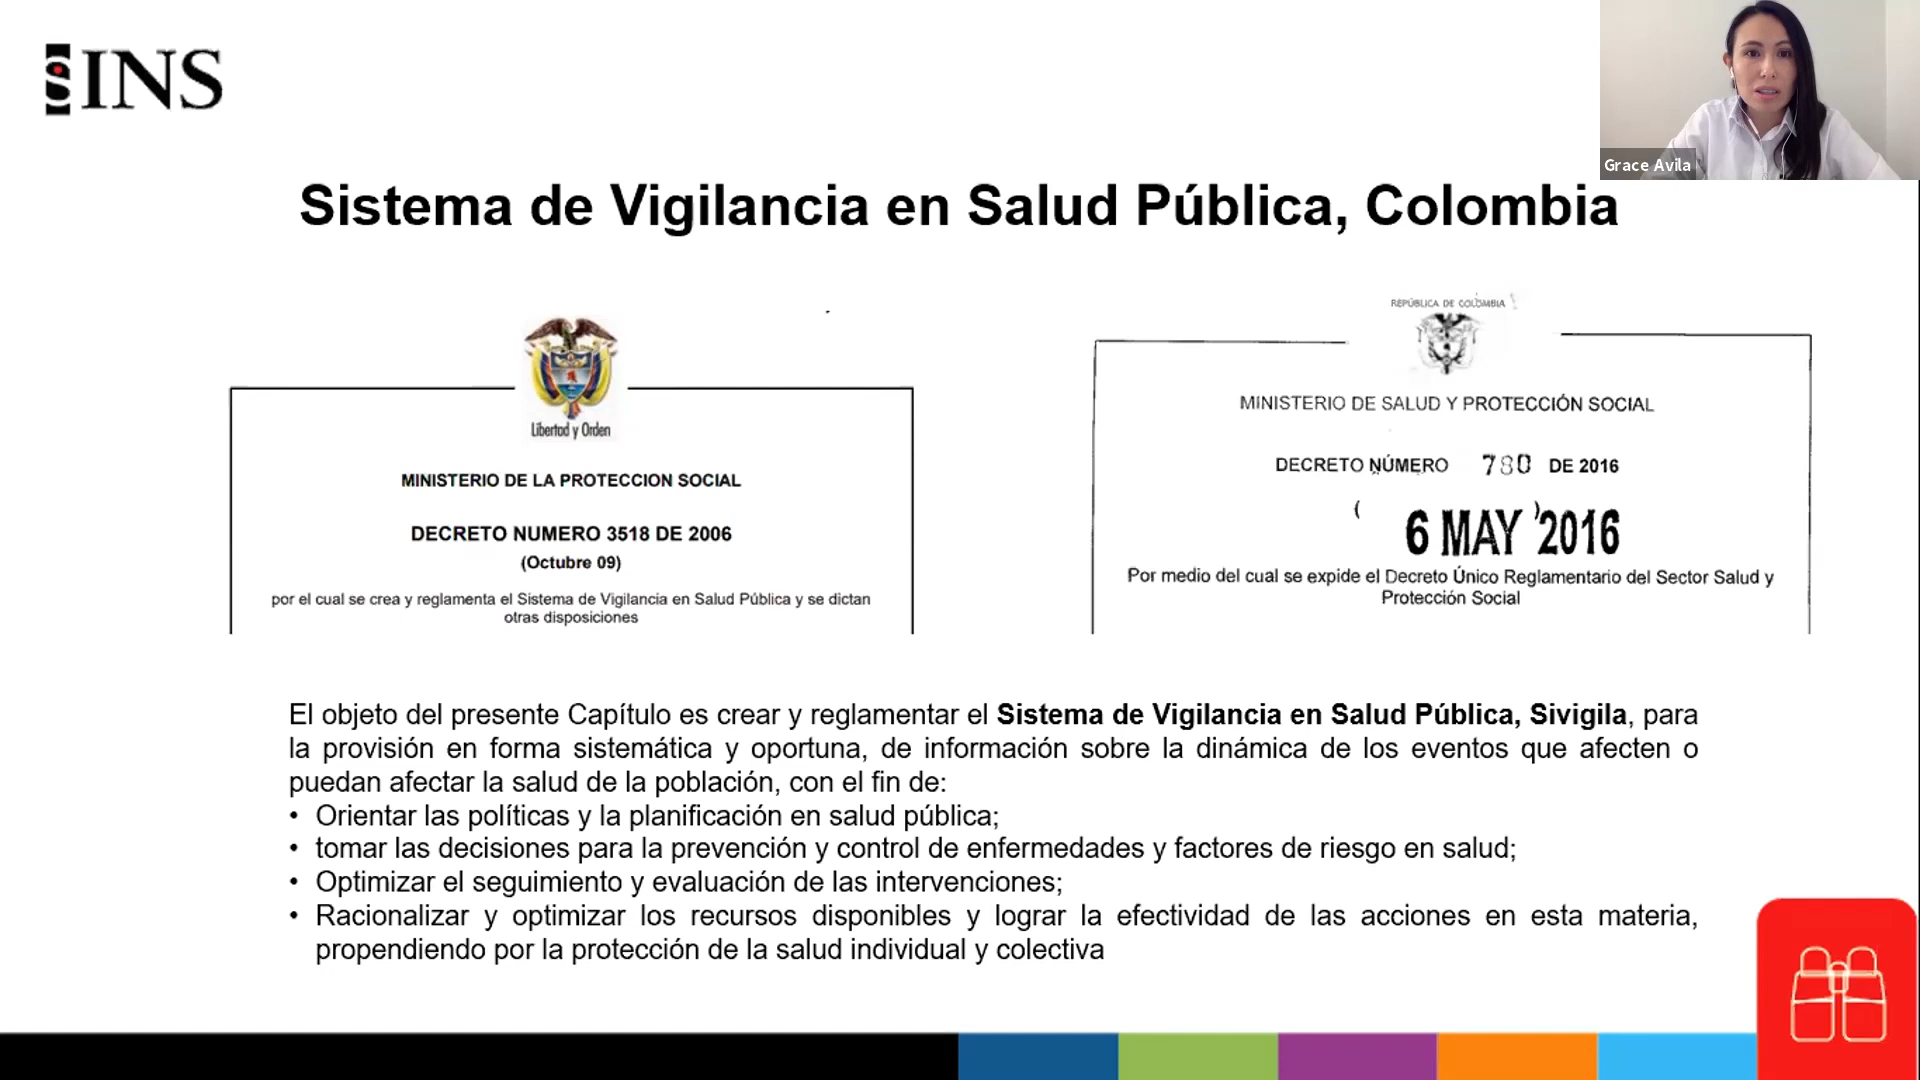 INS
Grace Avila
Sistema de Vigilancia en Salud Pública, Colombia
Libertad y Orden
MINISTERIO DE LA PROTECCION SOCIAL
DECRETO NUMERO 3518 DE 2006
(Octubre 09)
por el cual se crea y reglamenta el Sistema de Vigilancia en Salud Pública y se dictan
otras disposiciones
REPÚBLICA DE COLOMBIA
MINISTERIO DE SALUD Y PROTECCIÓN SOCIAL
DECRETO NÚMERO 780 DE 2016
( 6 MAY 2016 )
Por medio del cual se expide el Decreto Único Reglamentario del Sector Salud y
Protección Social
El objeto del presente Capítulo es crear y reglamentar el Sistema de Vigilancia en Salud Pública, Sivigila, para
la provisión en forma sistemática y oportuna, de información sobre la dinámica de los eventos que afecten o
puedan afectar la salud de la población, con el fin de:
• Orientar las políticas y la planificación en salud pública;
• tomar las decisiones para la prevención y control de enfermedades y factores de riesgo en salud;
• Optimizar el seguimiento y evaluación de las intervenciones;
• Racionalizar y optimizar los recursos disponibles y lograr la efectividad de las acciones en esta materia,
propendiendo por la protección de la salud individual y colectiva